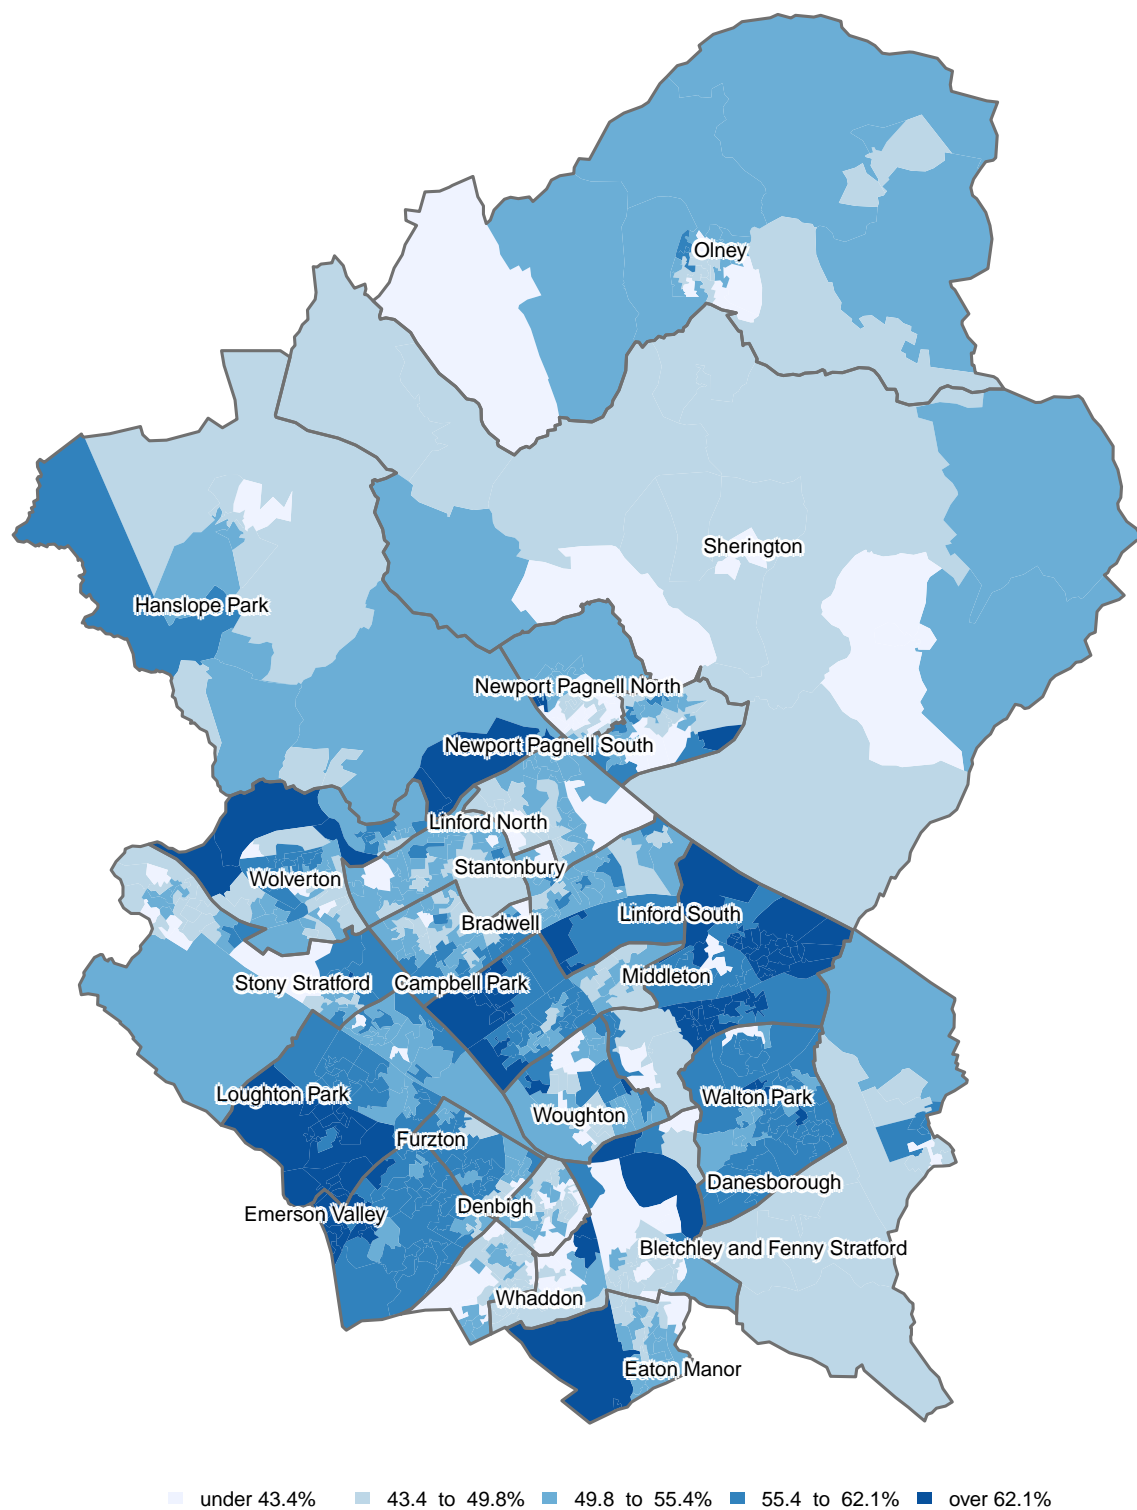 Olney
Sherington
Hanslope Park
Newport Pagnell North
Newport Pagnell South
Linford North
Stantonbury
Wolverton
Linford South
Bradwell
Middleton
Stony Stratford
Campbell Park
Loughton Park
Walton Park
Woughton
Furzton
Danesborough
Denbigh
Emerson Valley
Bletchley and Fenny Stratford
Whaddon
Eaton Manor
under 43.4% 43.4 to 49.8% 49.8 to 55.4% 55.4 to 62.1% over 62.1%